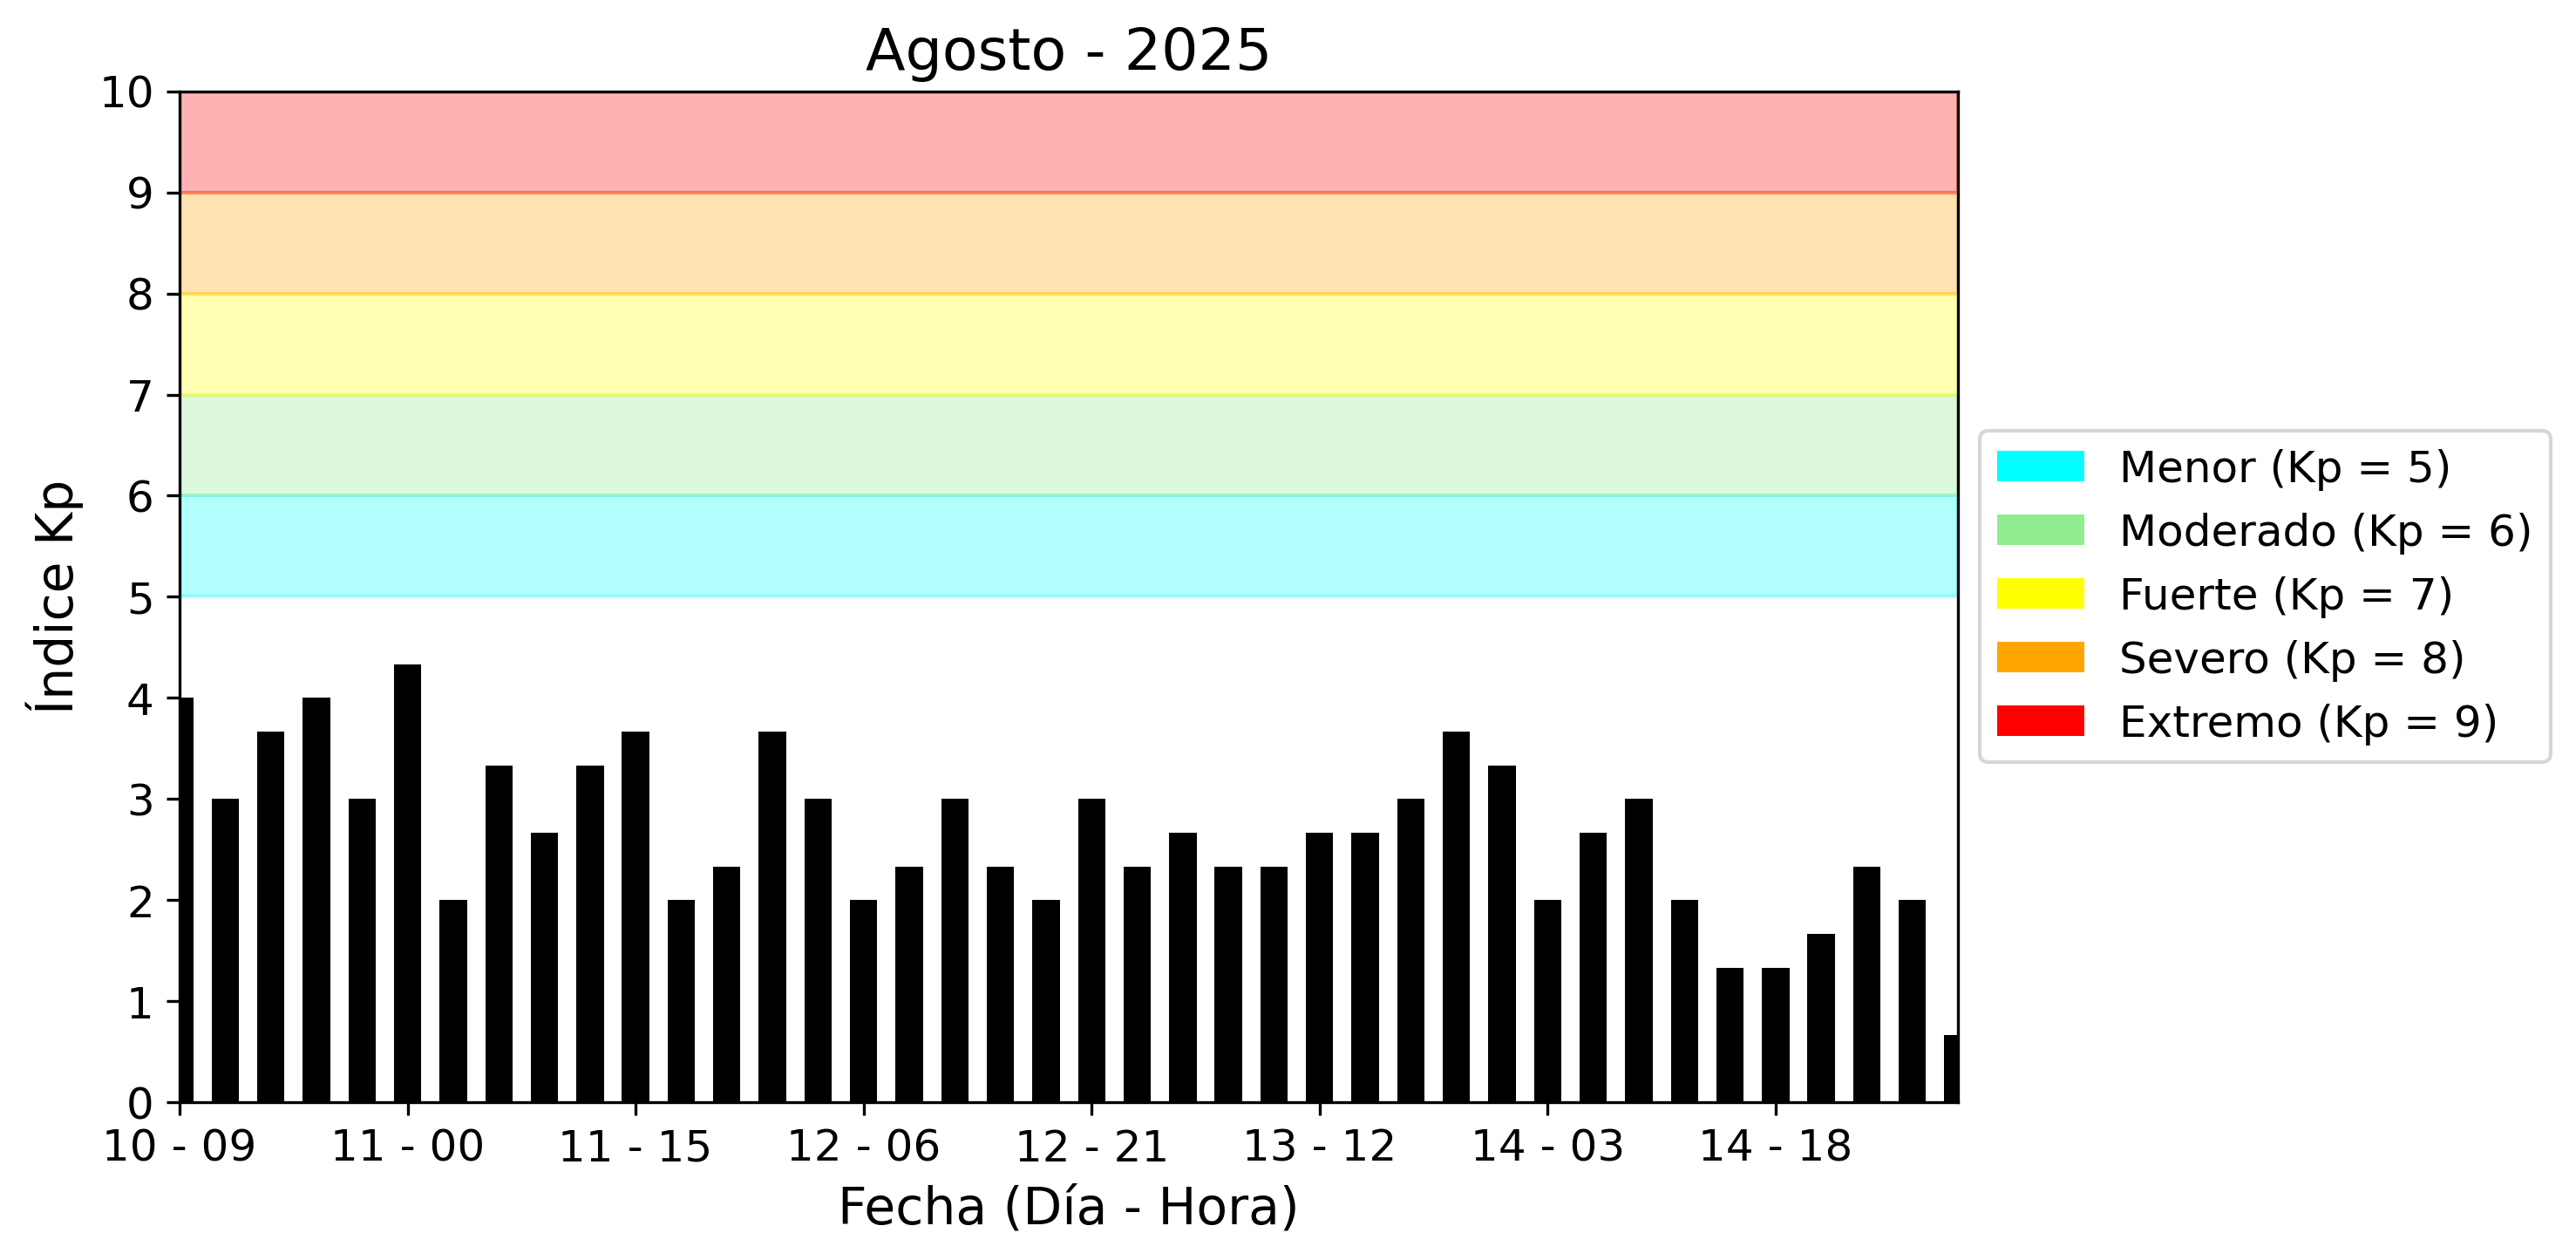 Agosto - 2025
Índice Kp
10
9
8
7
6
5
4
3
2
1
0
10 - 09
11 - 00
11 - 15
12 - 06
12 - 21
13 - 12
14 - 03
14 - 18
Fecha (Día - Hora)
Menor (Kp = 5)
Moderado (Kp = 6)
Fuerte (Kp = 7)
Severo (Kp = 8)
Extremo (Kp = 9)